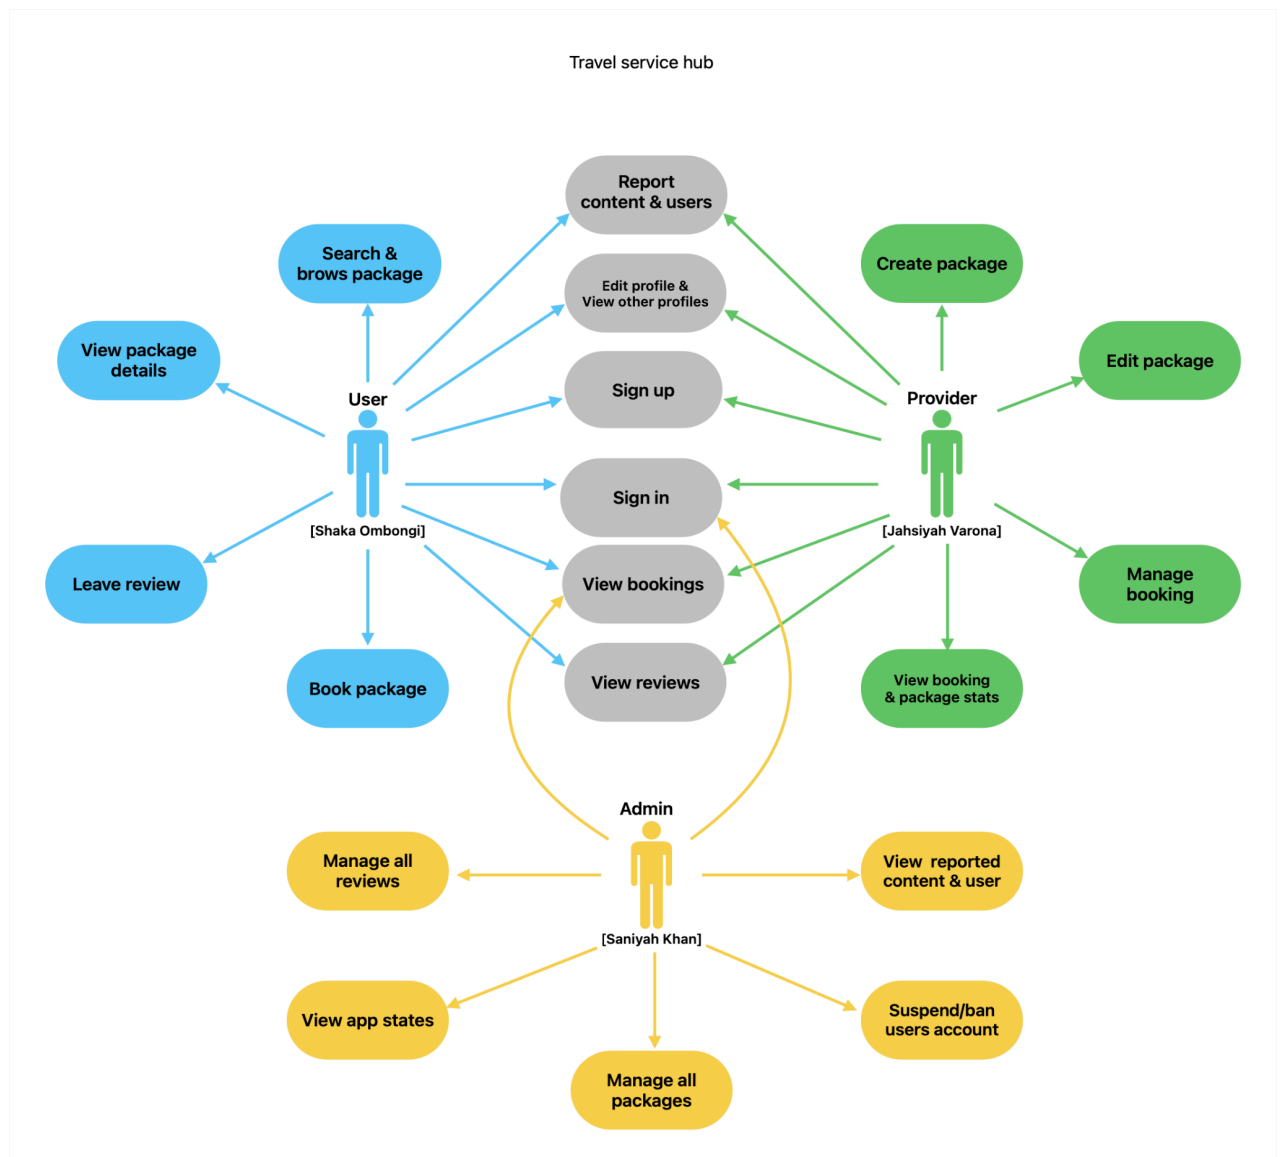 Travel service hub
Report
content & users
Search &
brows package
Create package
Edit profile &
View other profiles
View package
details
Edit package
Sign up
User
Provider
Sign in
[Shaka Ombongi]
[Jahsiyah Varona]
Leave review
View bookings
Manage
booking
Book package
View reviews
View booking
& package stats
Admin
Manage all
reviews
View reported
content & user
[Saniyah Khan]
View app states
Suspend/ban
users account
Manage all
packages